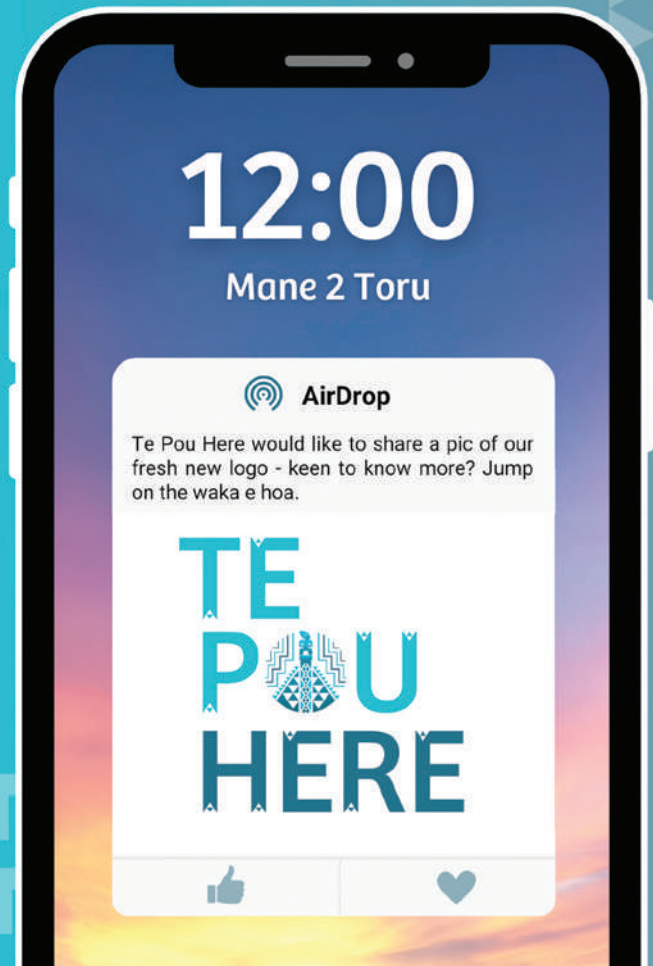 12:00
Mane 2 Toru
AirDrop
Te Pou Here would like to share a pic of our
fresh new logo - keen to know more? Jump
on the waka e hoa.
TE
POU
HERE